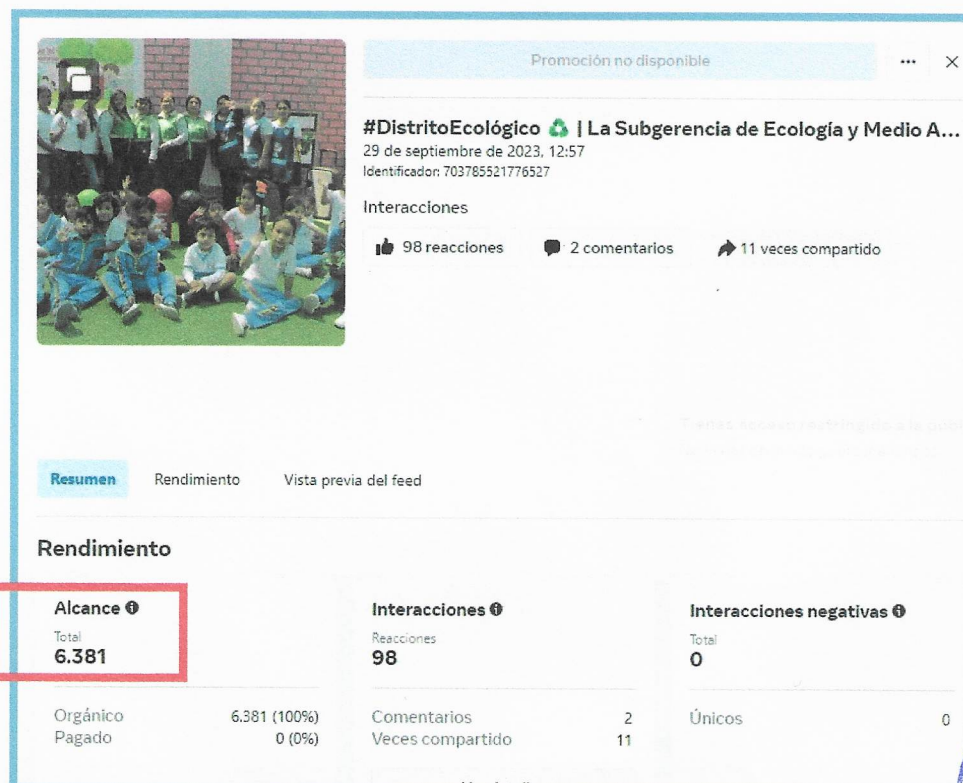 Promoción no disponible
#DistritoEcológico ♻ | La Subgerencia de Ecología y Medio A...
29 de septiembre de 2023, 12:57
Identificador: 703785521776527
Interacciones
98 reacciones 2 comentarios 11 veces compartido
Resumen Rendimiento Vista previa del feed
Rendimiento
Alcance Interacciones Interacciones negativas
Total Reacciones Total
6.381 98 0
Orgánico 6.381 (100%) Comentarios 2 Únicos 0
Pagado 0 (0%) Veces compartido 11